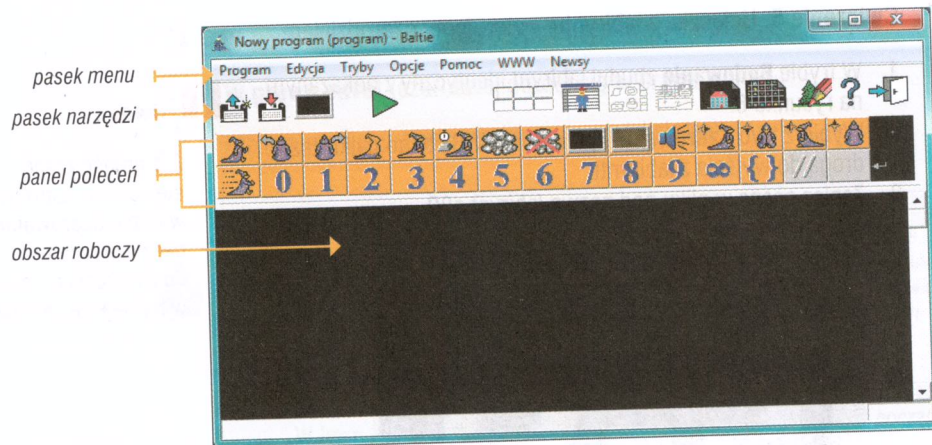 Nowy program (program) - Baltie
Program Edycja Tryby Opcje Pomoc WWW Newsy
pasek menu
pasek narzędzi
?
panel poleceń
0 1 2 3 4 5 6 7 8 9 ∞ { } //
obszar roboczy